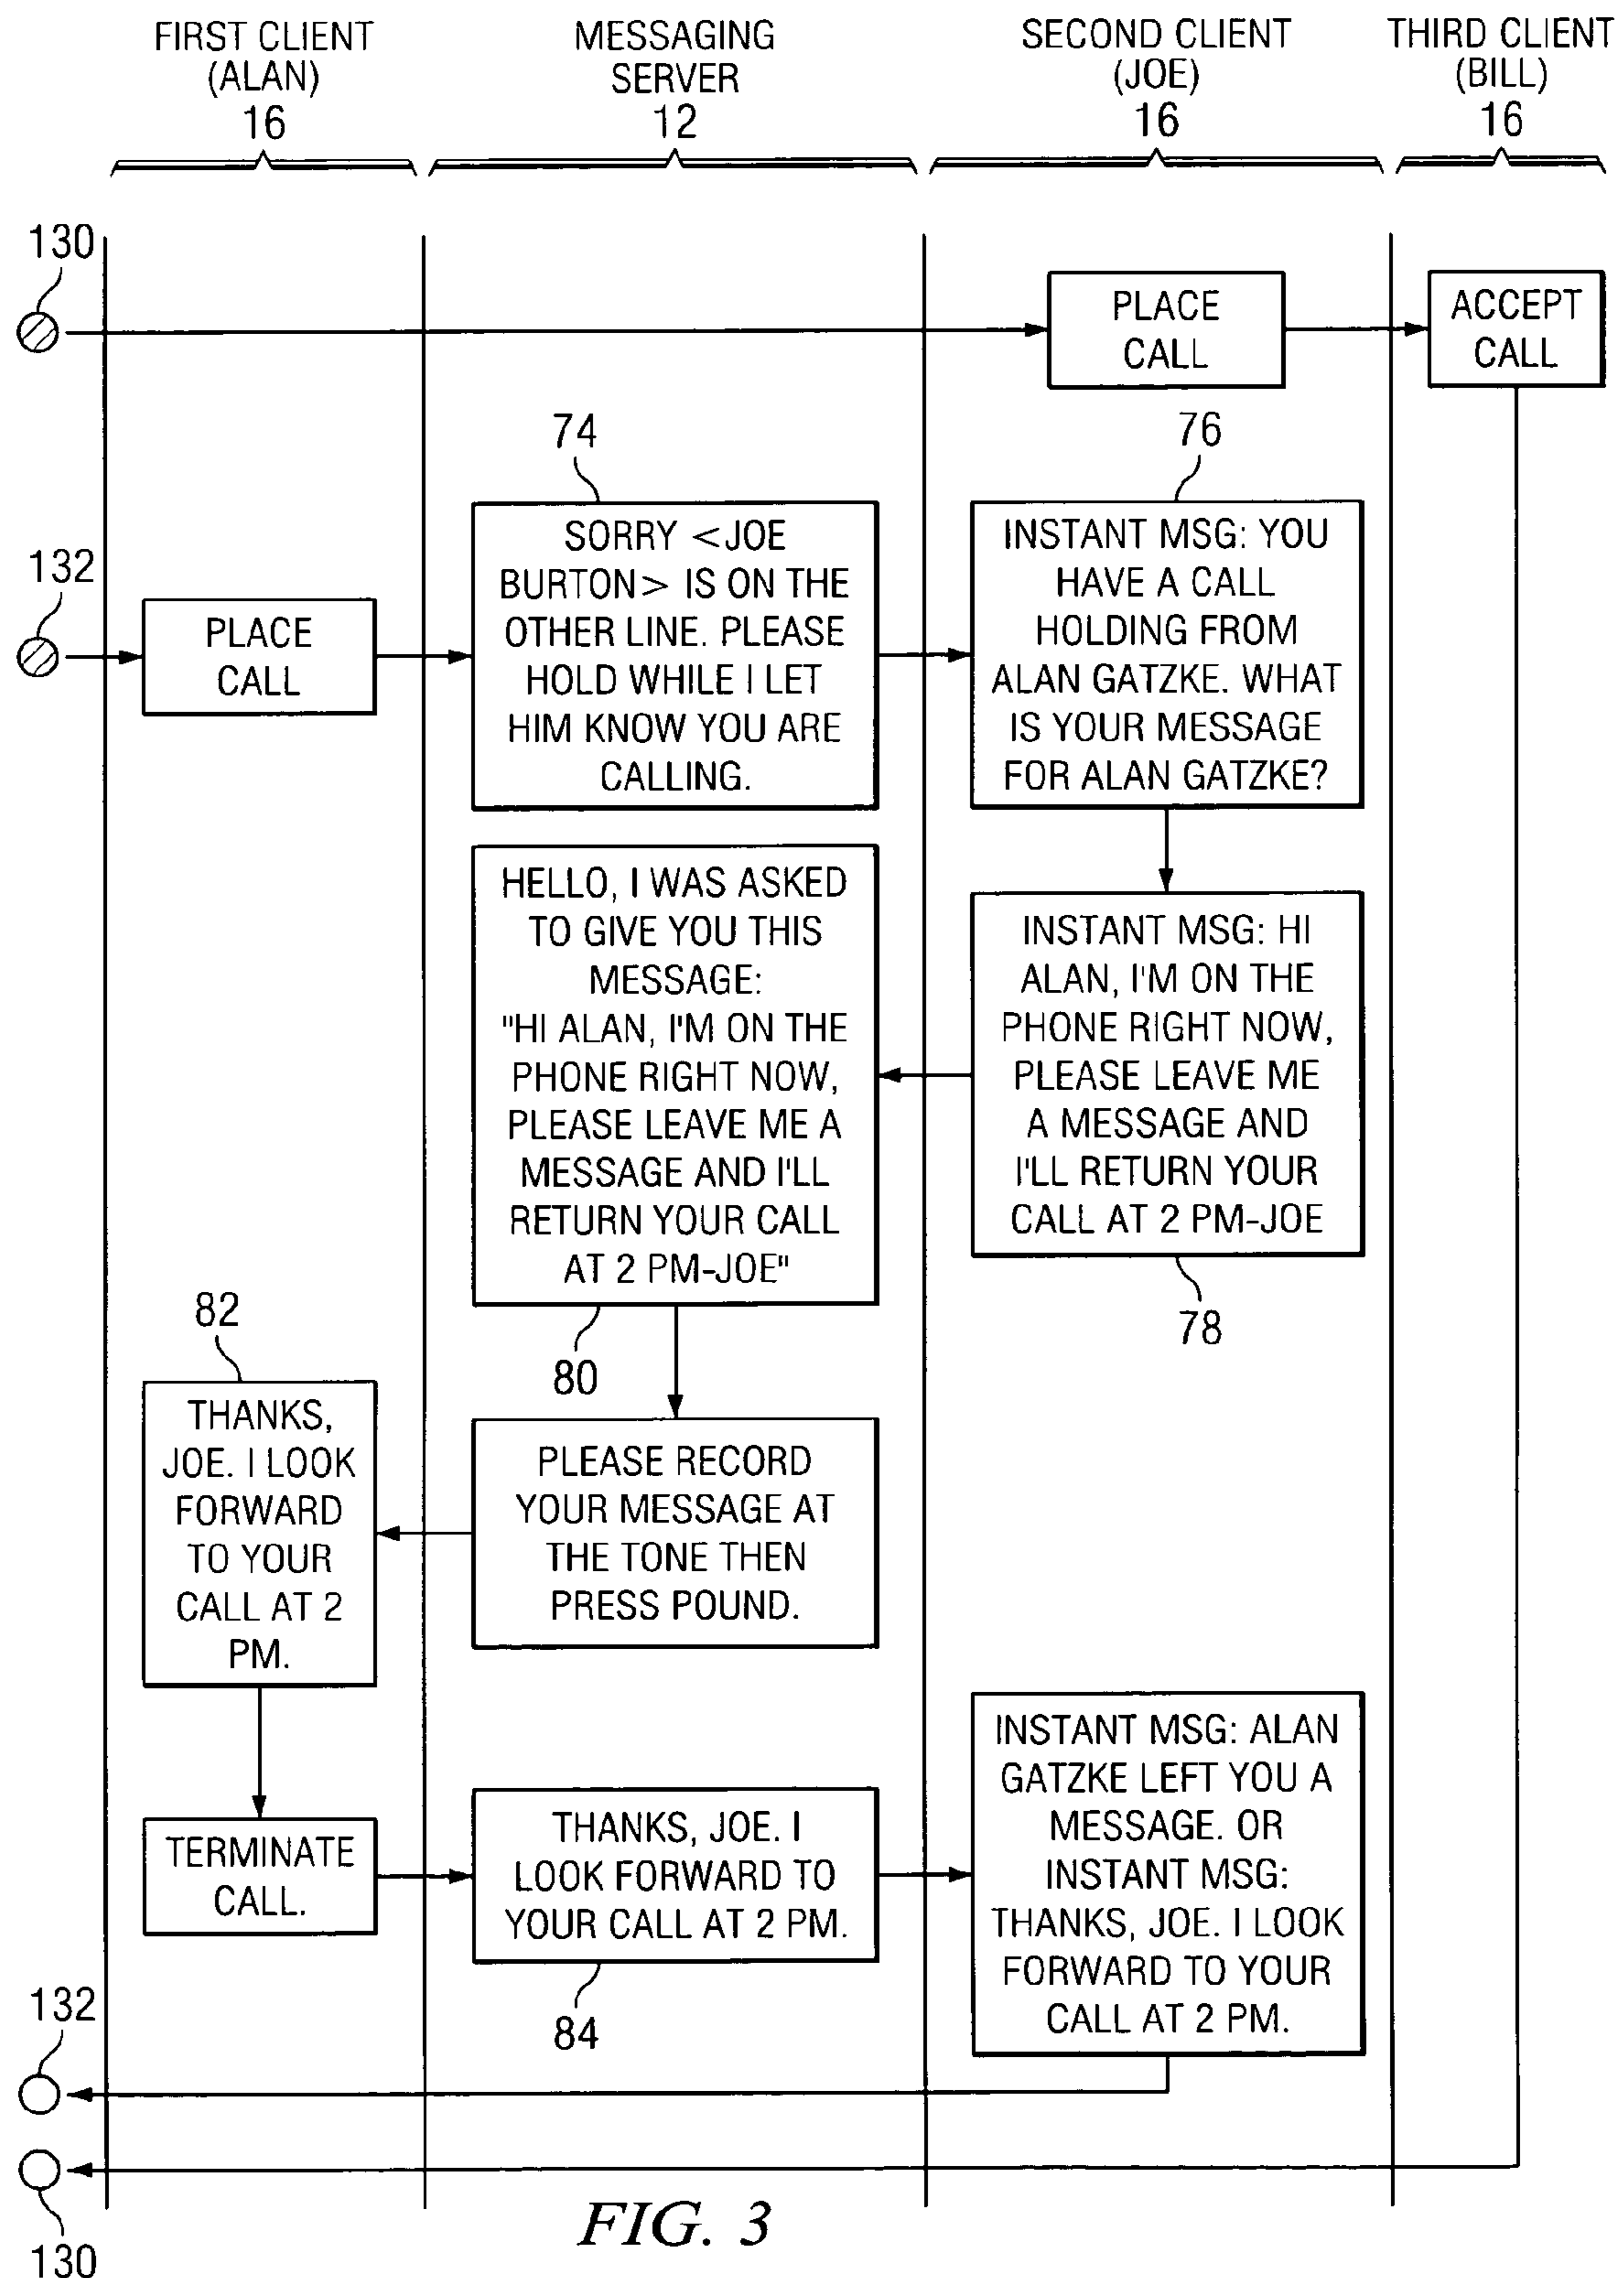 FIRST CLIENT
(ALAN)
16
MESSAGING
SERVER
12
SECOND CLIENT
(JOE)
16
THIRD CLIENT
(BILL)
16
130
PLACE
CALL
ACCEPT
CALL
132
PLACE
CALL
74
SORRY <JOE
BURTON> IS ON THE
OTHER LINE. PLEASE
HOLD WHILE I LET
HIM KNOW YOU ARE
CALLING.
76
INSTANT MSG: YOU
HAVE A CALL
HOLDING FROM
ALAN GATZKE. WHAT
IS YOUR MESSAGE
FOR ALAN GATZKE?
INSTANT MSG: HI
ALAN, I'M ON THE
PHONE RIGHT NOW,
PLEASE LEAVE ME
A MESSAGE AND
I'LL RETURN YOUR
CALL AT 2 PM-JOE
78
HELLO, I WAS ASKED
TO GIVE YOU THIS
MESSAGE:
"HI ALAN, I'M ON THE
PHONE RIGHT NOW,
PLEASE LEAVE ME A
MESSAGE AND I'LL
RETURN YOUR CALL
AT 2 PM-JOE"
80
PLEASE RECORD
YOUR MESSAGE AT
THE TONE THEN
PRESS POUND.
82
THANKS,
JOE. I LOOK
FORWARD
TO YOUR
CALL AT 2
PM.
TERMINATE
CALL.
THANKS, JOE. I
LOOK FORWARD TO
YOUR CALL AT 2 PM.
84
INSTANT MSG: ALAN
GATZKE LEFT YOU A
MESSAGE. OR
INSTANT MSG:
THANKS, JOE. I LOOK
FORWARD TO YOUR
CALL AT 2 PM.
132
130
FIG. 3